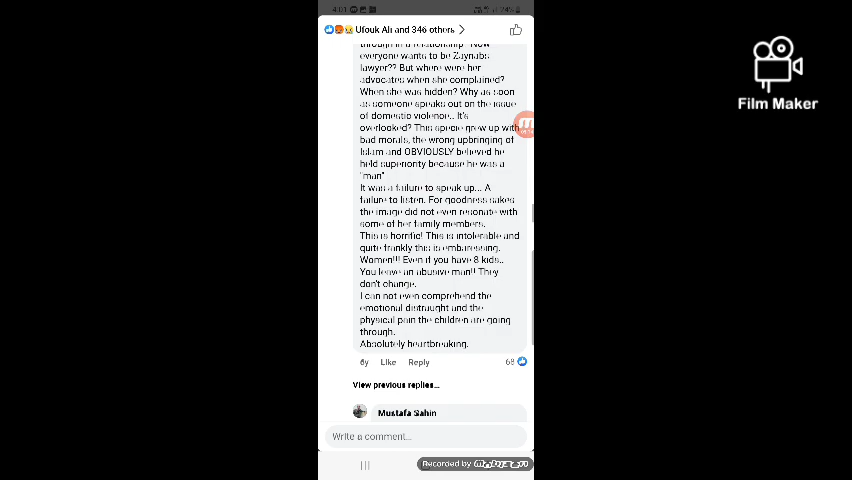 4:01
24%
Ufouk Ali and 346 others
through in a relationship" Now
everyone wants to be Zaynabs
lawyer?? But where were her
advocates when she complained?
When she was hidden? Why as soon
as someone speaks out on the issue
of domestic violence.. It's
overlooked? This specie grew up with
bad morals, the wrong upbringing of
Islam and OBVIOUSLY believed he
held superiority because he was a
"man"
It was a failure to speak up... A
failure to listen. For goodness sakes
the image did not even resonate with
some of her family members.
This is horrific! This is intolerable and
quite frankly this is embaressing.
Women!!! Even if you have 8 kids..
You leave an abusive man!! They
don't change.
I can not even comprehend the
emotional distraught and the
physical pain the children are going
through.
Absolutely heartbreaking.
6y Like Reply 68
View previous replies...
Mustafa Sahin
Write a comment...
Recorded by
Film Maker